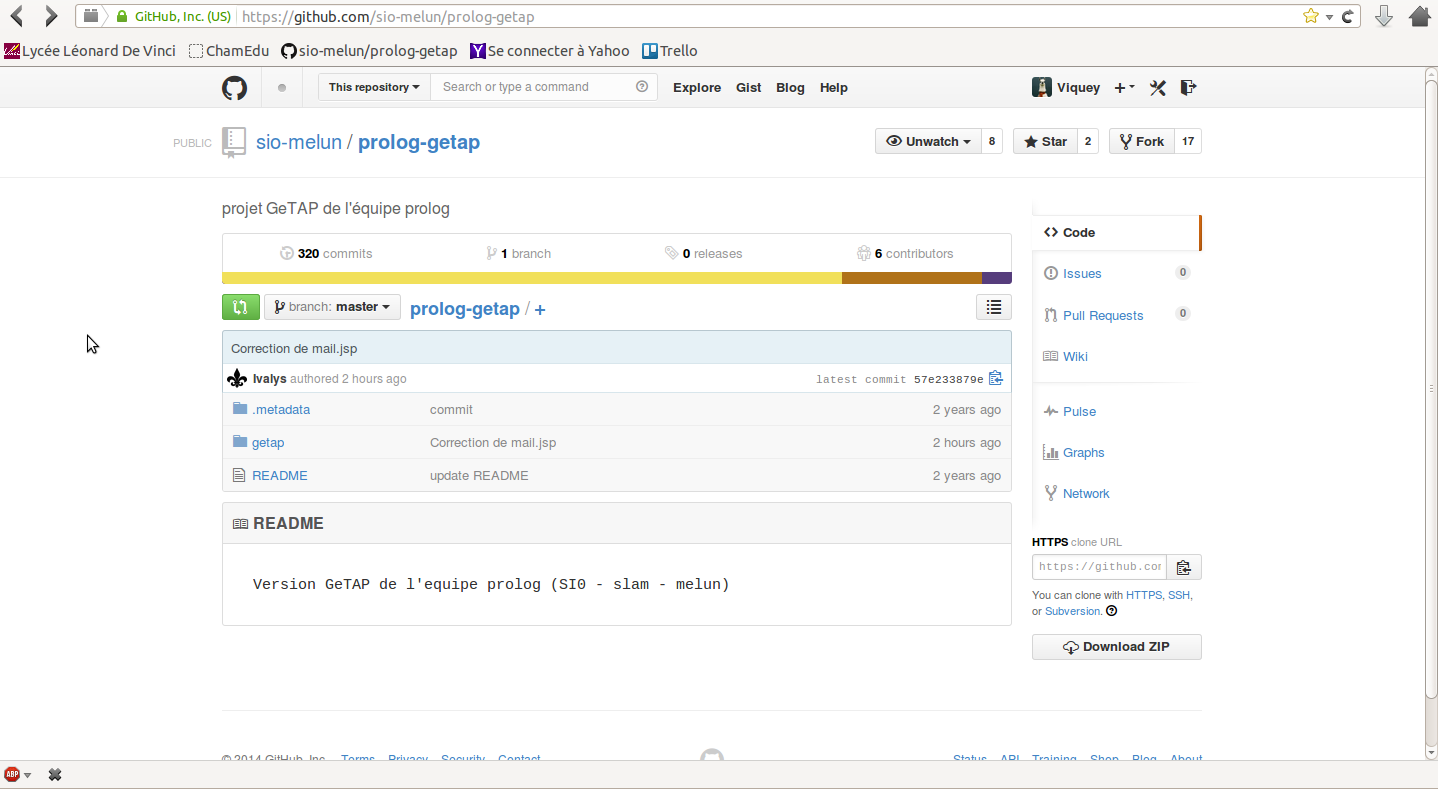 GitHub, Inc. (US) https://github.com/sio-melun/prolog-getap
Lycée Léonard De Vinci ChamEdu sio-melun/prolog-getap Se connecter à Yahoo Trello
This repository Search or type a command Explore Gist Blog Help Viquey
PUBLIC sio-melun / prolog-getap Unwatch 8 Star 2 Fork 17
projet GeTAP de l'équipe prolog
320 commits 1 branch 0 releases 6 contributors
branch: master prolog-getap / +
Correction de mail.jsp
Ivalys authored 2 hours ago latest commit 57e233879e
.metadata commit 2 years ago
getap Correction de mail.jsp 2 hours ago
README update README 2 years ago
README
Version GeTAP de l'equipe prolog (SI0 - slam - melun)
Code
Issues 0
Pull Requests 0
Wiki
Pulse
Graphs
Network
HTTPS clone URL
https://github.com
You can clone with HTTPS, SSH,
or Subversion.
Download ZIP
© 2014 GitHub, Inc. Terms Privacy Security Contact Status API Training Shop Blog About
ABP